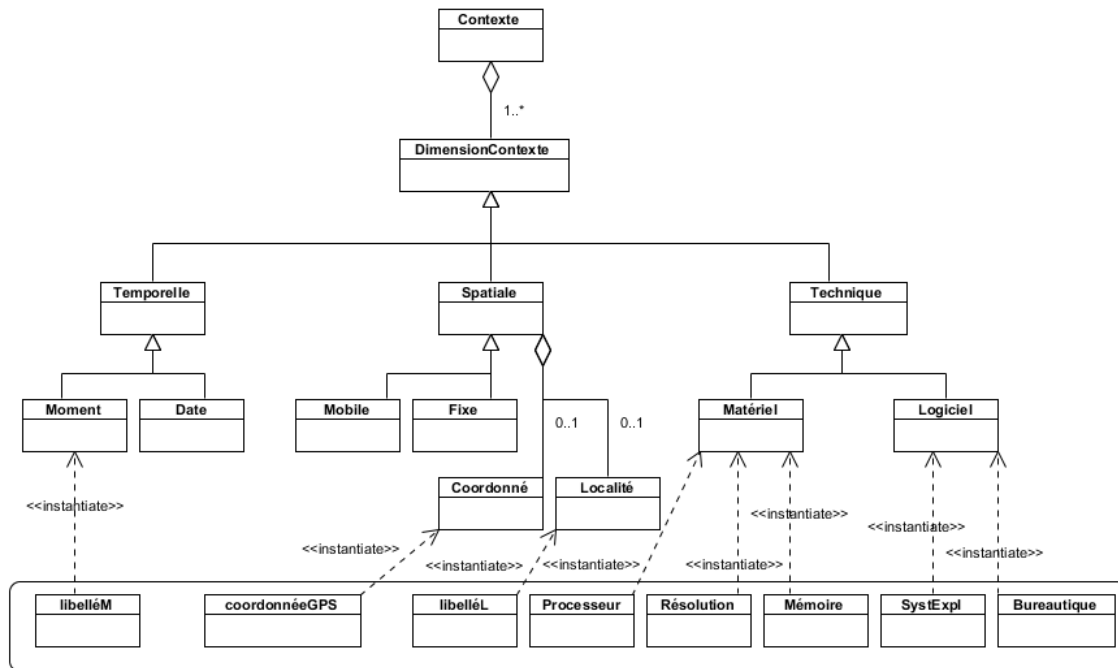 Contexte
1..*
DimensionContexte
Temporelle
Spatiale
Technique
Moment
Date
Mobile
Fixe
Matériel
Logiciel
0..1
0..1
Coordonné
Localité
<<instantiate>>
<<instantiate>>
<<instantiate>>
<<instantiate>>
<<instantiate>>
<<instantiate>>
<<instantiate>>
<<instantiate>>
libelléM
coordonnéeGPS
libelléL
Processeur
Résolution
Mémoire
SystExpl
Bureautique